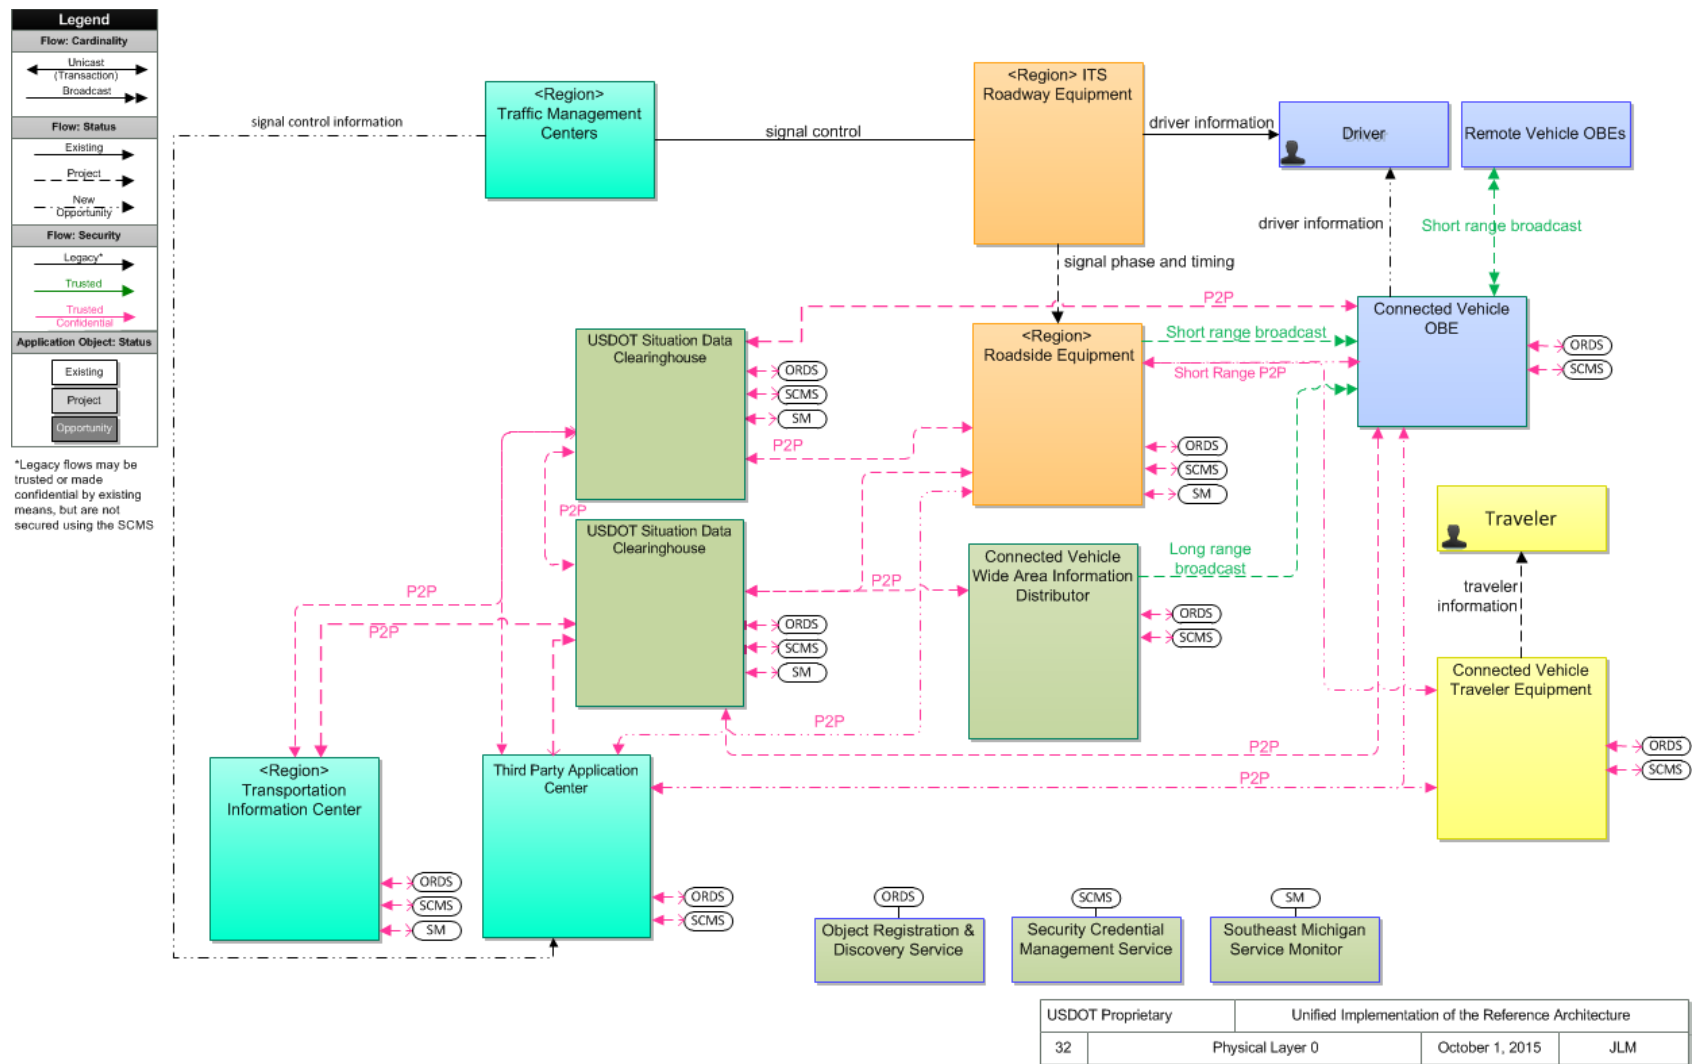 Legend
Flow: Cardinality
Unicast
(Transaction)
Broadcast
Flow: Status
Existing
Project
New
Opportunity
Flow: Security
Legacy*
Trusted
Trusted
Confidential
Application Object: Status
Existing
Project
Opportunity
*Legacy flows may be
trusted or made
confidential by existing
means, but are not
secured using the SCMS
signal control information
<Region>
Traffic Management
Centers
signal control
<Region> ITS
Roadway Equipment
driver information
Driver
Remote Vehicle OBEs
driver information
Short range broadcast
signal phase and timing
P2P
Connected Vehicle
OBE
ORDS
SCMS
USDOT Situation Data
Clearinghouse
ORDS
SCMS
SM
<Region>
Roadside Equipment
Short range broadcast
Short Range P2P
ORDS
SCMS
SM
P2P
P2P
USDOT Situation Data
Clearinghouse
ORDS
SCMS
SM
P2P
Connected Vehicle
Wide Area Information
Distributor
Long range
broadcast
ORDS
SCMS
Traveler
traveler
information
Connected Vehicle
Traveler Equipment
ORDS
SCMS
P2P
P2P
P2P
P2P
P2P
<Region>
Transportation
Information Center
ORDS
SCMS
SM
Third Party Application
Center
ORDS
SCMS
ORDS
Object Registration &
Discovery Service
SCMS
Security Credential
Management Service
SM
Southeast Michigan
Service Monitor
USDOT Proprietary
Unified Implementation of the Reference Architecture
32
Physical Layer 0
October 1, 2015
JLM